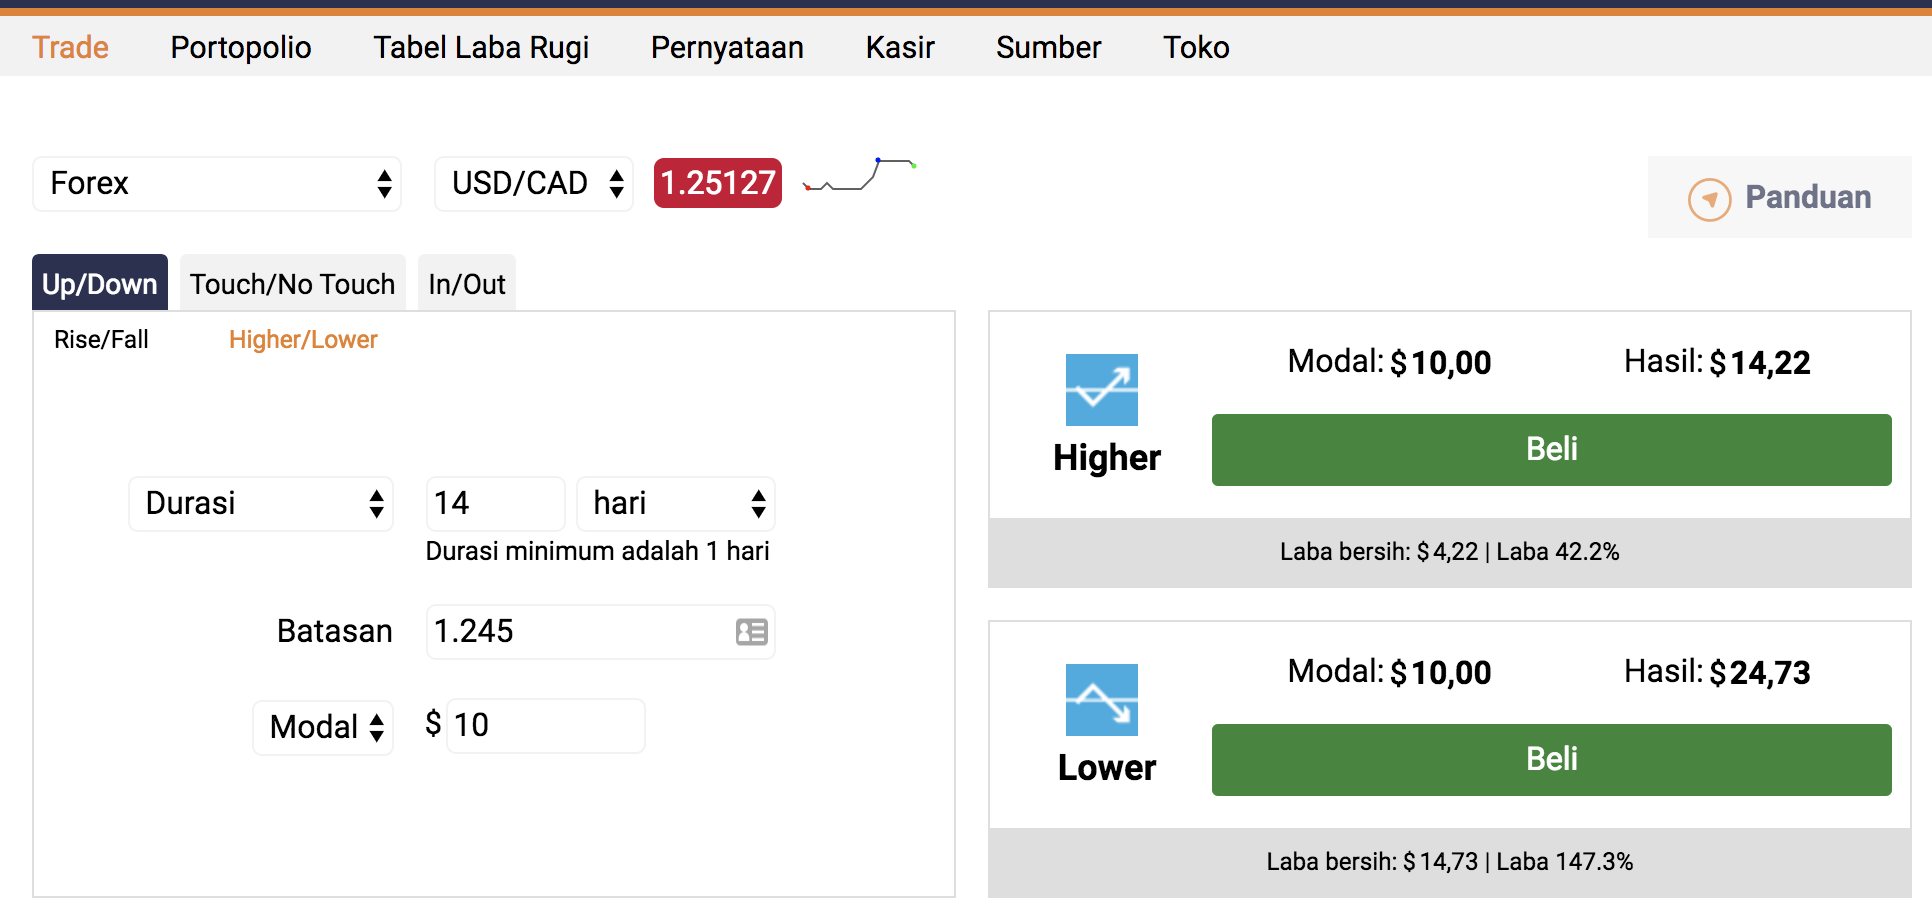 Trade Portopolio Tabel Laba Rugi Pernyataan Kasir Sumber Toko
Forex USD/CAD 1.25127
Panduan
Up/Down Touch/No Touch In/Out
Rise/Fall Higher/Lower
Durasi 14 hari
Durasi minimum adalah 1 hari
Batasan 1.245
Modal $ 10
Modal: $ 10,00 Hasil: $ 14,22
Higher
Beli
Laba bersih: $ 4,22 | Laba 42.2%
Modal: $ 10,00 Hasil: $ 24,73
Lower
Beli
Laba bersih: $ 14,73 | Laba 147.3%